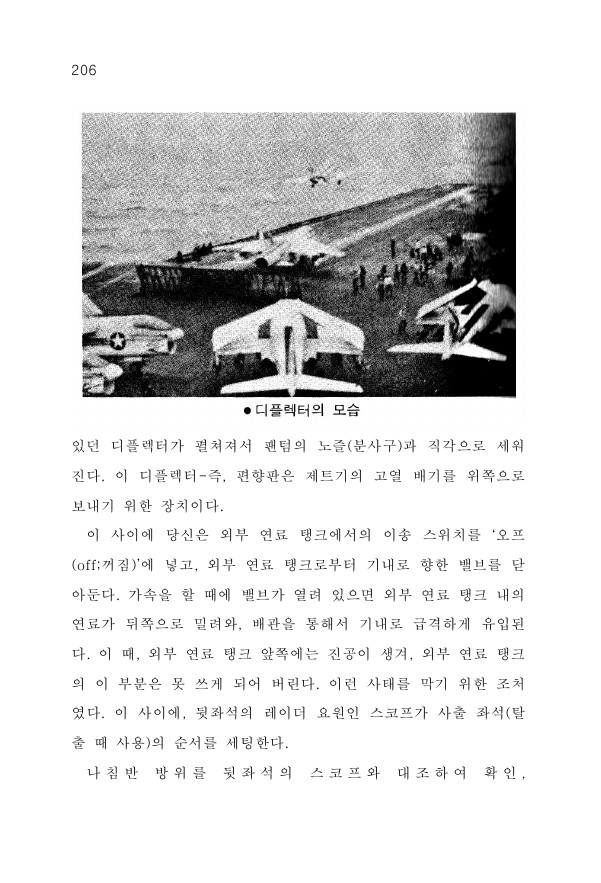 206
●디플렉터의 모습
있던 디플렉터가 펼쳐져서 팬텀의 노즐(분사구)과 직각으로 세워
진다. 이 디플렉터-즉, 편향판은 제트기의 고열 배기를 위쪽으로
보내기 위한 장치이다.
이 사이에 당신은 외부 연료 탱크에서의 이송 스위치를 ‘오프
(off;꺼짐)’에 넣고, 외부 연료 탱크로부터 기내로 향한 밸브를 닫
아둔다. 가속을 할 때에 밸브가 열려 있으면 외부 연료 탱크 내의
연료가 뒤쪽으로 밀려와, 배관을 통해서 기내로 급격하게 유입된
다. 이 때, 외부 연료 탱크 앞쪽에는 진공이 생겨, 외부 연료 탱크
의 이 부분은 못 쓰게 되어 버린다. 이런 사태를 막기 위한 조처
였다. 이 사이에, 뒷좌석의 레이더 요원인 스코프가 사출 좌석(탈
출 때 사용)의 순서를 세팅한다.
나침반 방위를 뒷좌석의 스코프와 대조하여 확인,